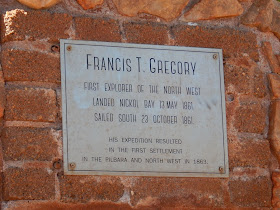 FRANCIS T. GREGORY
FIRST EXPLORER OF THE NORTH WEST
LANDED NICKOL BAY 17 MAY 1861.
SAILED SOUTH 23 OCTOBER 1861.
HIS EXPEDITION RESULTED
IN THE FIRST SETTLEMENT
IN THE PILBARA AND NORTH WEST IN 1863.